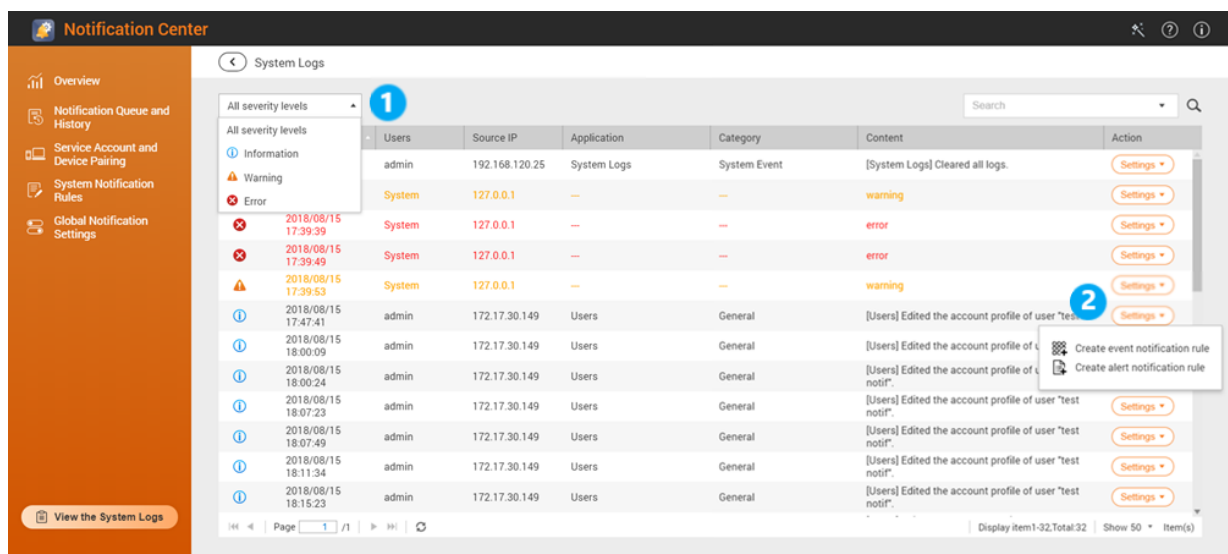 Notification Center
System Logs
Overview
Notification Queue and
History
Service Account and
Device Pairing
System Notification
Rules
Global Notification
Settings
View the System Logs
All severity levels
1
Search
All severity levels
Information
Warning
Error
Users Source IP Application Category Content Action
admin 192.168.120.25 System Logs System Event [System Logs] Cleared all logs. Settings
System 127.0.0.1 --- --- warning Settings
2018/08/15
17:39:39 System 127.0.0.1 --- --- error Settings
2018/08/15
17:39:49 System 127.0.0.1 --- --- error Settings
2018/08/15
17:39:53 System 127.0.0.1 --- --- warning Settings
2
2018/08/15
17:47:41 admin 172.17.30.149 Users General [Users] Edited the account profile of user "test Settings
Create event notification rule
Create alert notification rule
2018/08/15
18:00:09 admin 172.17.30.149 Users General [Users] Edited the account profile of
2018/08/15
18:00:24 admin 172.17.30.149 Users General [Users] Edited the account profile of
notif".
2018/08/15
18:07:23 admin 172.17.30.149 Users General [Users] Edited the account profile of user "test
notif". Settings
2018/08/15
18:07:49 admin 172.17.30.149 Users General [Users] Edited the account profile of user "test
notif". Settings
2018/08/15
18:11:34 admin 172.17.30.149 Users General [Users] Edited the account profile of user "test
notif". Settings
2018/08/15
18:15:23 admin 172.17.30.149 Users General [Users] Edited the account profile of user "test
notif". Settings
Page 1 /1
Display item1-32,Total:32 Show 50 Item(s)